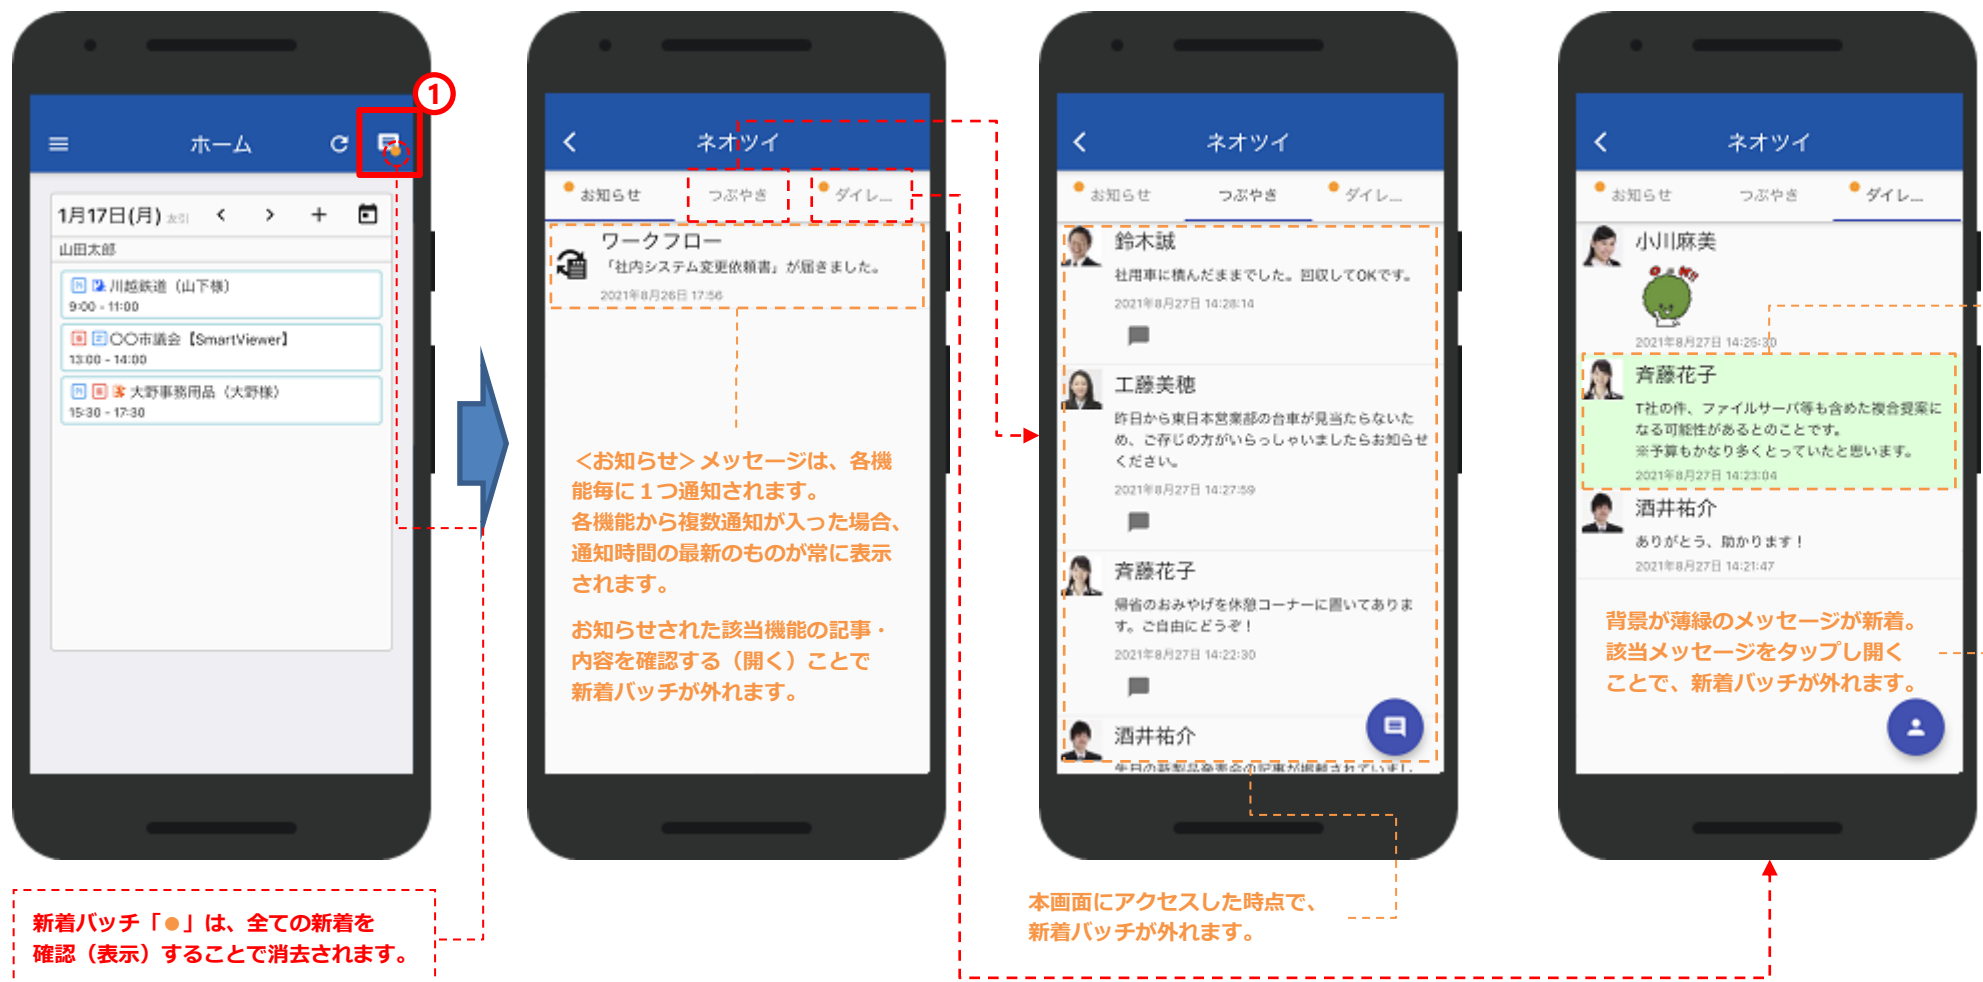 ①
ホーム
1月17日(月) 友引
山田太郎
川越鉄道（山下様）
9:00 - 11:00
〇〇市議会【SmartViewer】
13:00 - 14:00
大野事務用品（大野様）
15:30 - 17:30
新着バッチ「●」は、全ての新着を
確認（表示）することで消去されます。
ネオツイ
お知らせ つぶやき ダイレ...
ワークフロー
「社内システム変更依頼書」が届きました。
2021年8月26日 17:56
＜お知らせ＞メッセージは、各機
能毎に１つ通知されます。
各機能から複数通知が入った場合、
通知時間の最新のものが常に表示
されます。
お知らせされた該当機能の記事・
内容を確認する（開く）ことで
新着バッチが外れます。
ネオツイ
お知らせ つぶやき ダイレ...
鈴木誠
社用車に積んだままでした。回収してOKです。
2021年8月27日 14:28:14
工藤美穂
昨日から東日本営業部の台車が見当たらないた
め、ご存じの方がいらっしゃいましたらお知らせ
ください。
2021年8月27日 14:27:59
斉藤花子
帰省のおみやげを休憩コーナーに置いてありま
す。ご自由にどうぞ！
2021年8月27日 14:22:30
酒井祐介
先日の新製品発表会の記事が掲載されていまし
本画面にアクセスした時点で、
新着バッチが外れます。
ネオツイ
お知らせ つぶやき ダイレ...
小川麻美
2021年8月27日 14:25:30
斉藤花子
T社の件、ファイルサーバ等も含めた複合提案に
なる可能性があるとのことです。
※予算もかなり多くとっていたと思います。
2021年8月27日 14:23:04
酒井祐介
ありがとう、助かります！
2021年8月27日 14:21:47
背景が薄緑のメッセージが新着。
該当メッセージをタップし開く
ことで、新着バッチが外れます。